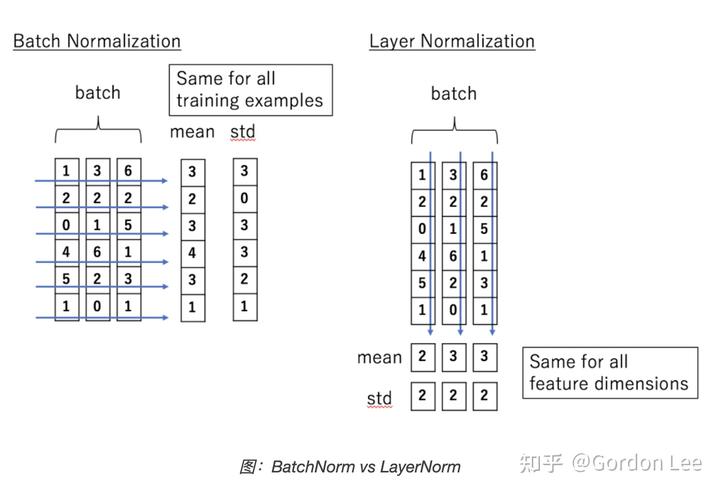 Batch Normalization
batch
Same for all
training examples
mean std
1 3 6 3 3
2 2 2 2 0
0 1 5 3 3
4 6 1 4 3
5 2 3 3 2
1 0 1 1 1
Layer Normalization
batch
1 3 6
2 2 2
0 1 5
4 6 1
5 2 3
1 0 1
mean 2 3 3
std 2 2 2
Same for all
feature dimensions
图：BatchNorm vs LayerNorm
知乎 @Gordon Lee